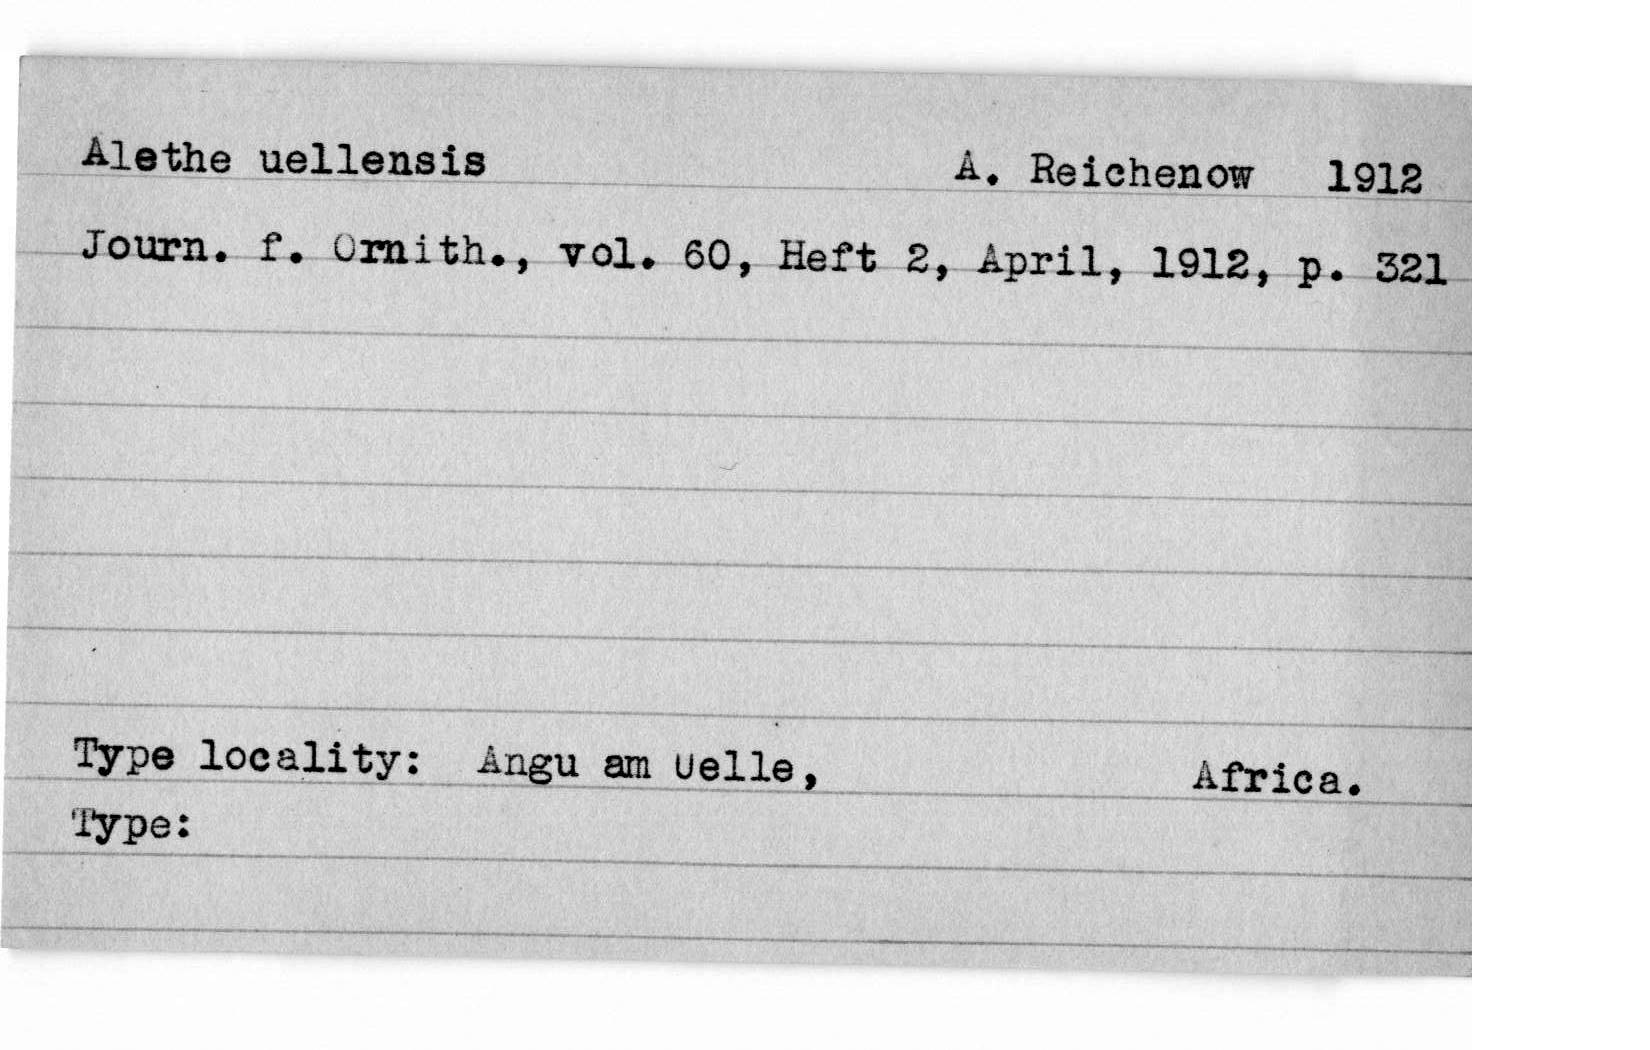 Alethe uellensis A. Reichenow 1912
Journ. f. Ornith., vol. 60, Heft 2, April, 1912, p. 321
Type locality: Angu am Uelle, Africa.
Type: